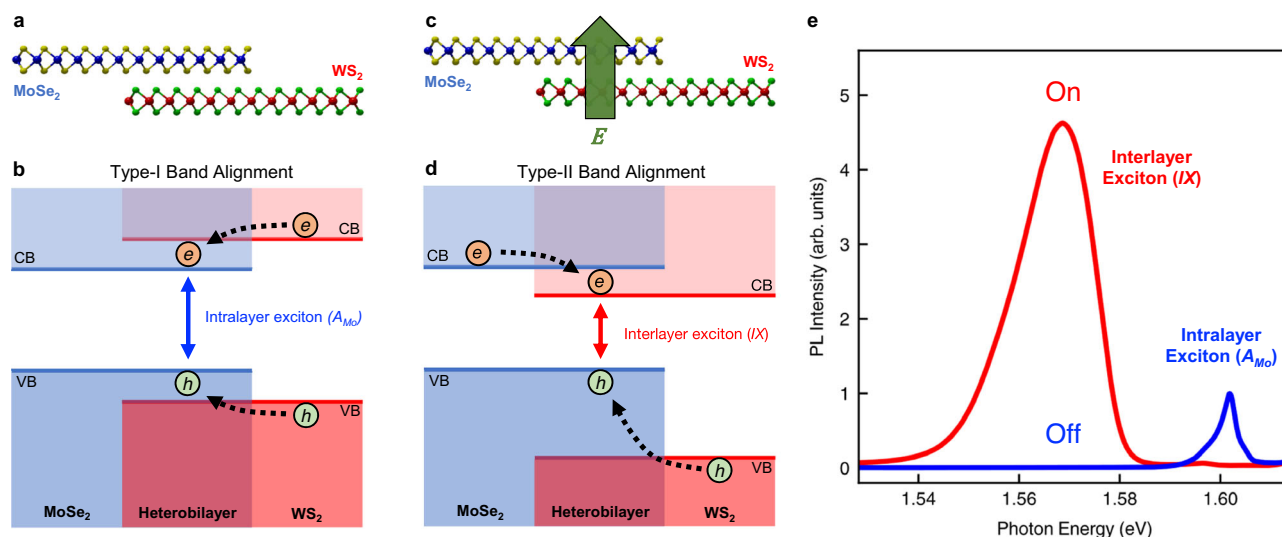 a
WS₂
MoSe₂
b
Type-I Band Alignment
e
CB
e
CB
Intralayer exciton (A_Mo)
VB
h
VB
h
MoSe₂
Heterobilayer
WS₂
c
WS₂
MoSe₂
E
d
Type-II Band Alignment
CB
e
e
CB
Interlayer exciton (IX)
VB
h
VB
h
MoSe₂
Heterobilayer
WS₂
e
PL Intensity (arb. units)
5
4
3
2
1
0
On
Interlayer
Exciton (IX)
Intralayer
Exciton (A_Mo)
Off
1.54
1.56
1.58
1.60
Photon Energy (eV)